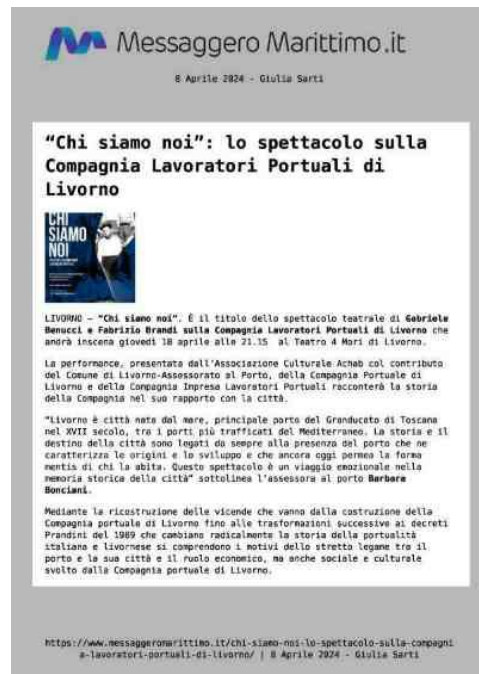 Messaggero Marittimo.it
8 Aprile 2024 - Giulia Sarti
“Chi siamo noi”: lo spettacolo sulla
Compagnia Lavoratori Portuali di
Livorno
CHI
SIAMO
NOI
LIVORNO – “Chi siamo noi”. É il titolo dello spettacolo teatrale di Gabriele
Benucci e Fabrizio Brandi sulla Compagnia Lavoratori Portuali di Livorno che
andrà inscena giovedì 18 aprile alle 21.15 al Teatro 4 Mori di Livorno.
La performance, presentata dall'Associazione Culturale Achab col contributo
del Comune di Livorno-Assessorato al Porto, della Compagnia Portuale di
Livorno e della Compagnia Impresa Lavoratori Portuali racconterà la storia
della Compagnia nel suo rapporto con la città.
“Livorno è città nata dal mare, principale porto del Granducato di Toscana
nel XVII secolo, tra i porti più trafficati del Mediterraneo. La storia e il
destino della città sono legati da sempre alla presenza del porto che ne
caratterizza le origini e lo sviluppo e che ancora oggi permea la forma
mentis di chi la abita. Questo spettacolo è un viaggio emozionale nella
memoria storica della città” sottolinea l'assessora al porto Barbara
Bonciani.
Mediante la ricostruzione delle vicende che vanno dalla costruzione della
Compagnia portuale di Livorno fino alle trasformazioni successive ai decreti
Prandini del 1989 che cambiano radicalmente la storia della portualità
italiana e livornese si comprendono i motivi dello stretto legame tra il
porto e la sua città e il ruolo economico, ma anche sociale e culturale
svolto dalla Compagnia portuale di Livorno.
https://www.messaggeromarittimo.it/chi-siamo-noi-lo-spettacolo-sulla-compagni
a-lavoratori-portuali-di-livorno/ | 8 Aprile 2024 - Giulia Sarti